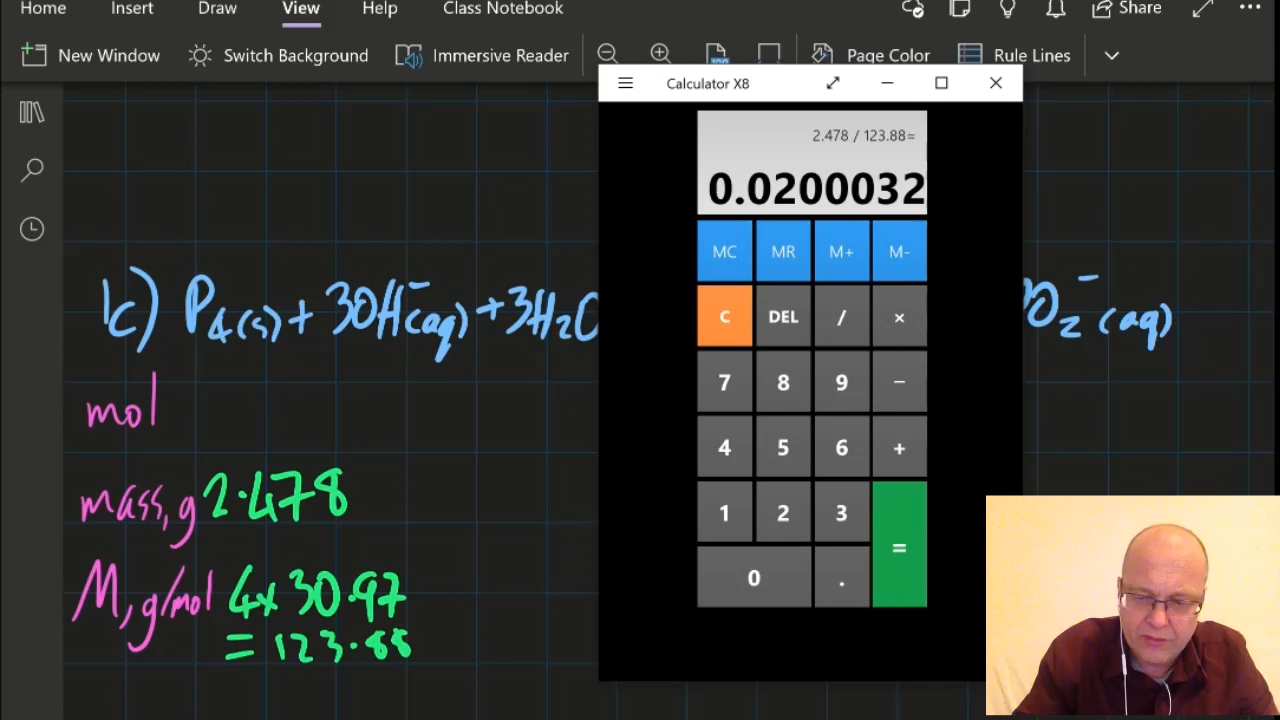 Home Insert Draw View Help Class Notebook Share
New Window Switch Background Immersive Reader 100 Page Color Rule Lines
Calculator X8
2.478 / 123.88=
0.0200032
MC MR M+ M-
C DEL / ×
7 8 9 −
4 5 6 +
1 2 3 =
0 .
1c) P₄(s) + 3OH⁻(aq) + 3H₂O O₂⁻(aq)
mol
mass, g 2.478
M, g/mol 4x 30.97
= 123.88